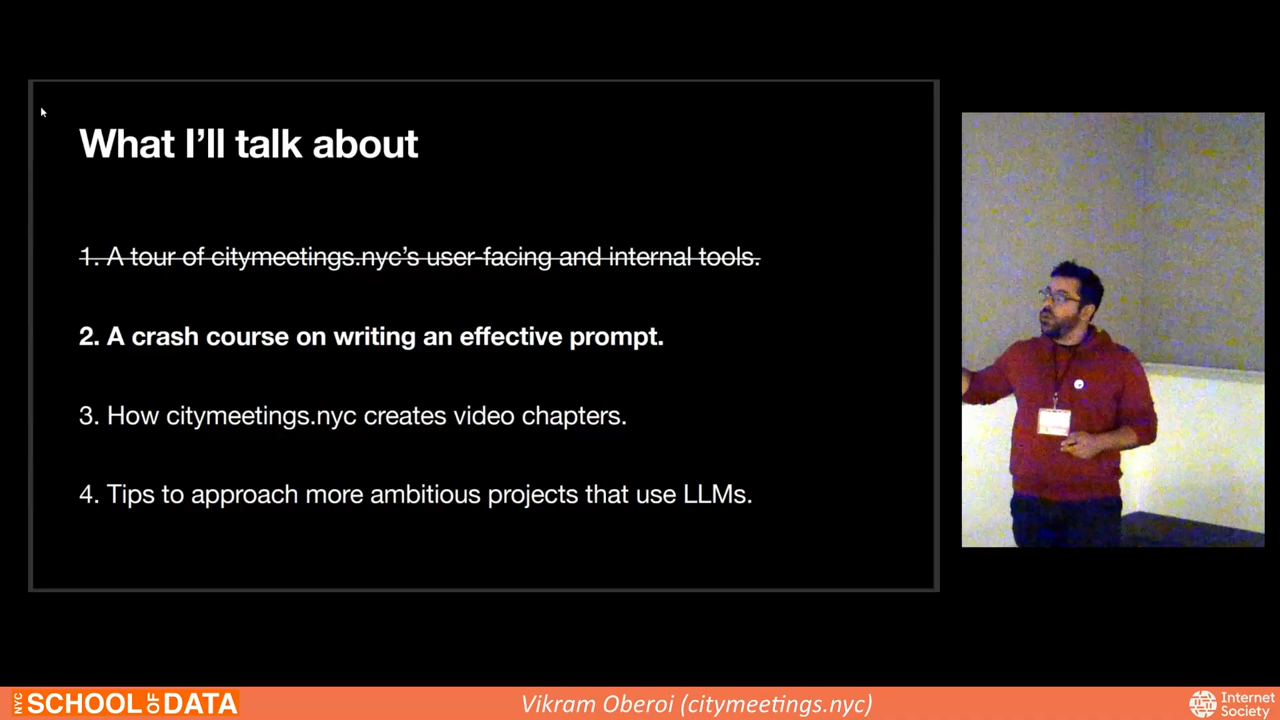 What I'll talk about
1. A tour of citymeetings.nyc's user-facing and internal tools.
2. A crash course on writing an effective prompt.
3. How citymeetings.nyc creates video chapters.
4. Tips to approach more ambitious projects that use LLMs.
NYC SCHOOL OF DATA
Vikram Oberoi (citymeetings.nyc)
Internet
Society